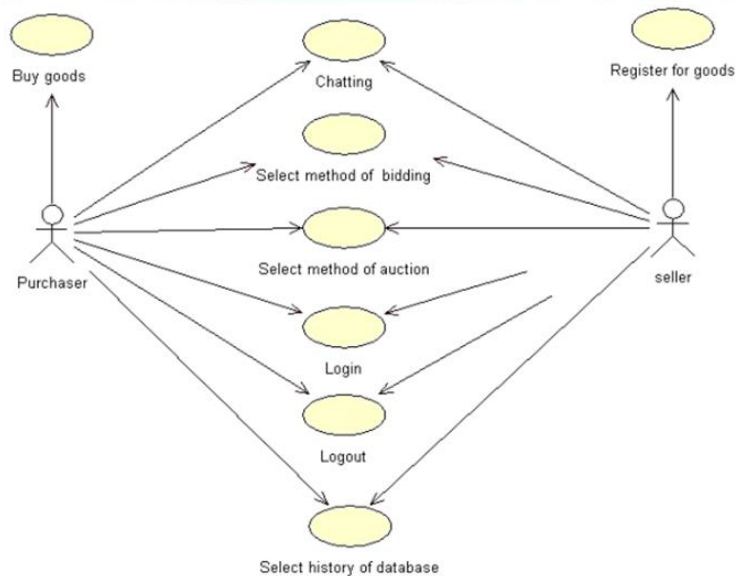 Buy goods
Chatting
Register for goods
Select method of bidding
Select method of auction
Purchaser
seller
Login
Logout
Select history of database